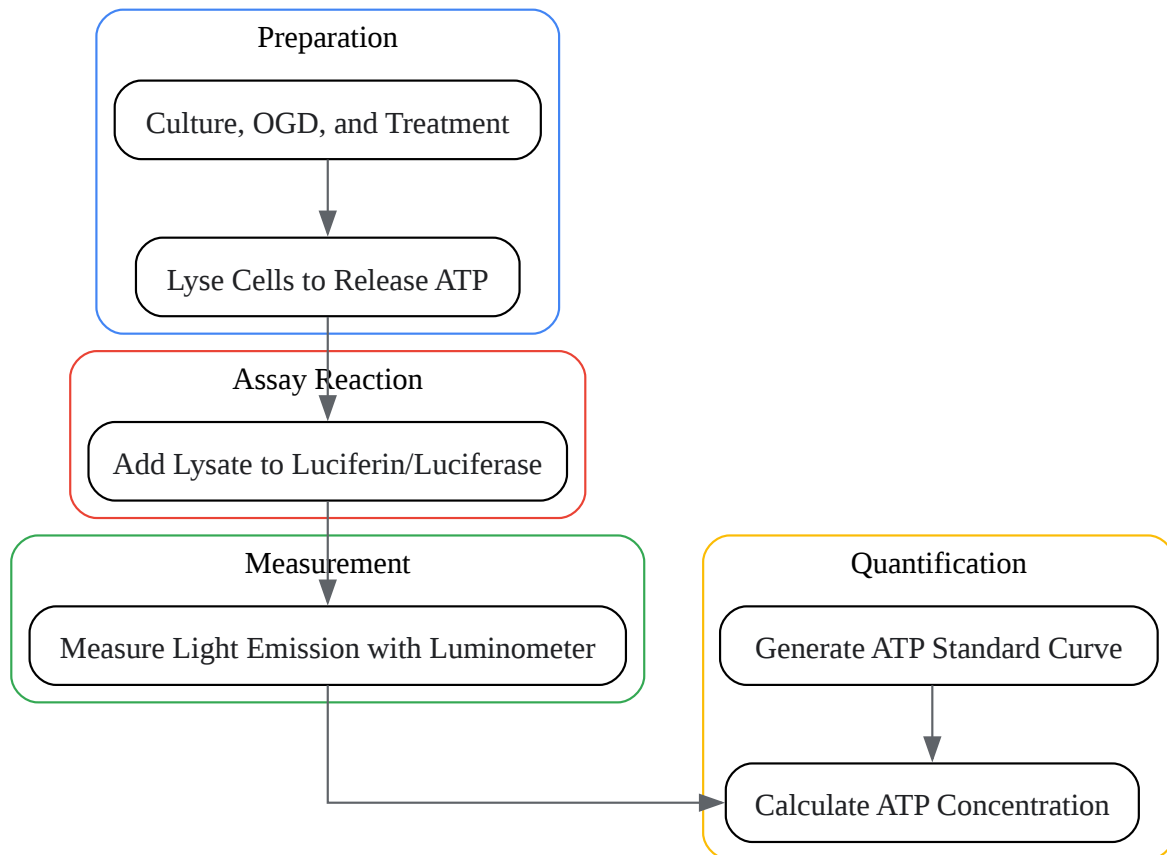 Preparation
Culture, OGD, and Treatment
Lyse Cells to Release ATP
Assay Reaction
Add Lysate to Luciferin/Luciferase
Measurement
Measure Light Emission with Luminometer
Quantification
Generate ATP Standard Curve
Calculate ATP Concentration